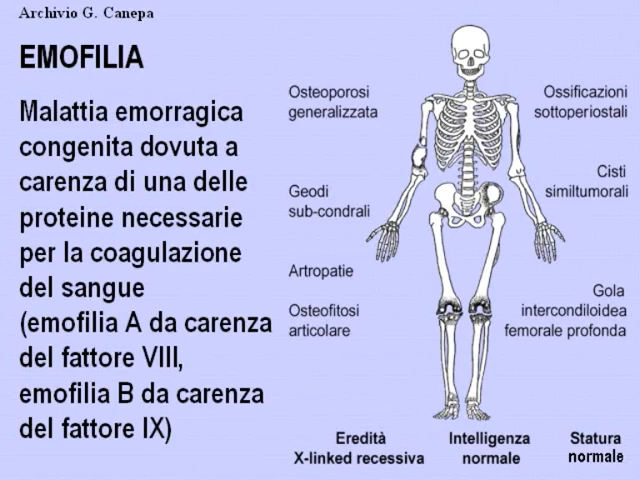 Archivio G. Canepa
EMOFILIA
Malattia emorragica
congenita dovuta a
carenza di una delle
proteine necessarie
per la coagulazione
del sangue
(emofilia A da carenza
del fattore VIII,
emofilia B da carenza
del fattore IX)
Osteoporosi
generalizzata
Geodi
sub-condrali
Artropatie
Osteofitosi
articolare
Ossificazioni
sottoperiostali
Cisti
similtumorali
Gola
intercondiloidea
femorale profonda
Eredità
X-linked recessiva
Intelligenza
normale
Statura
normale